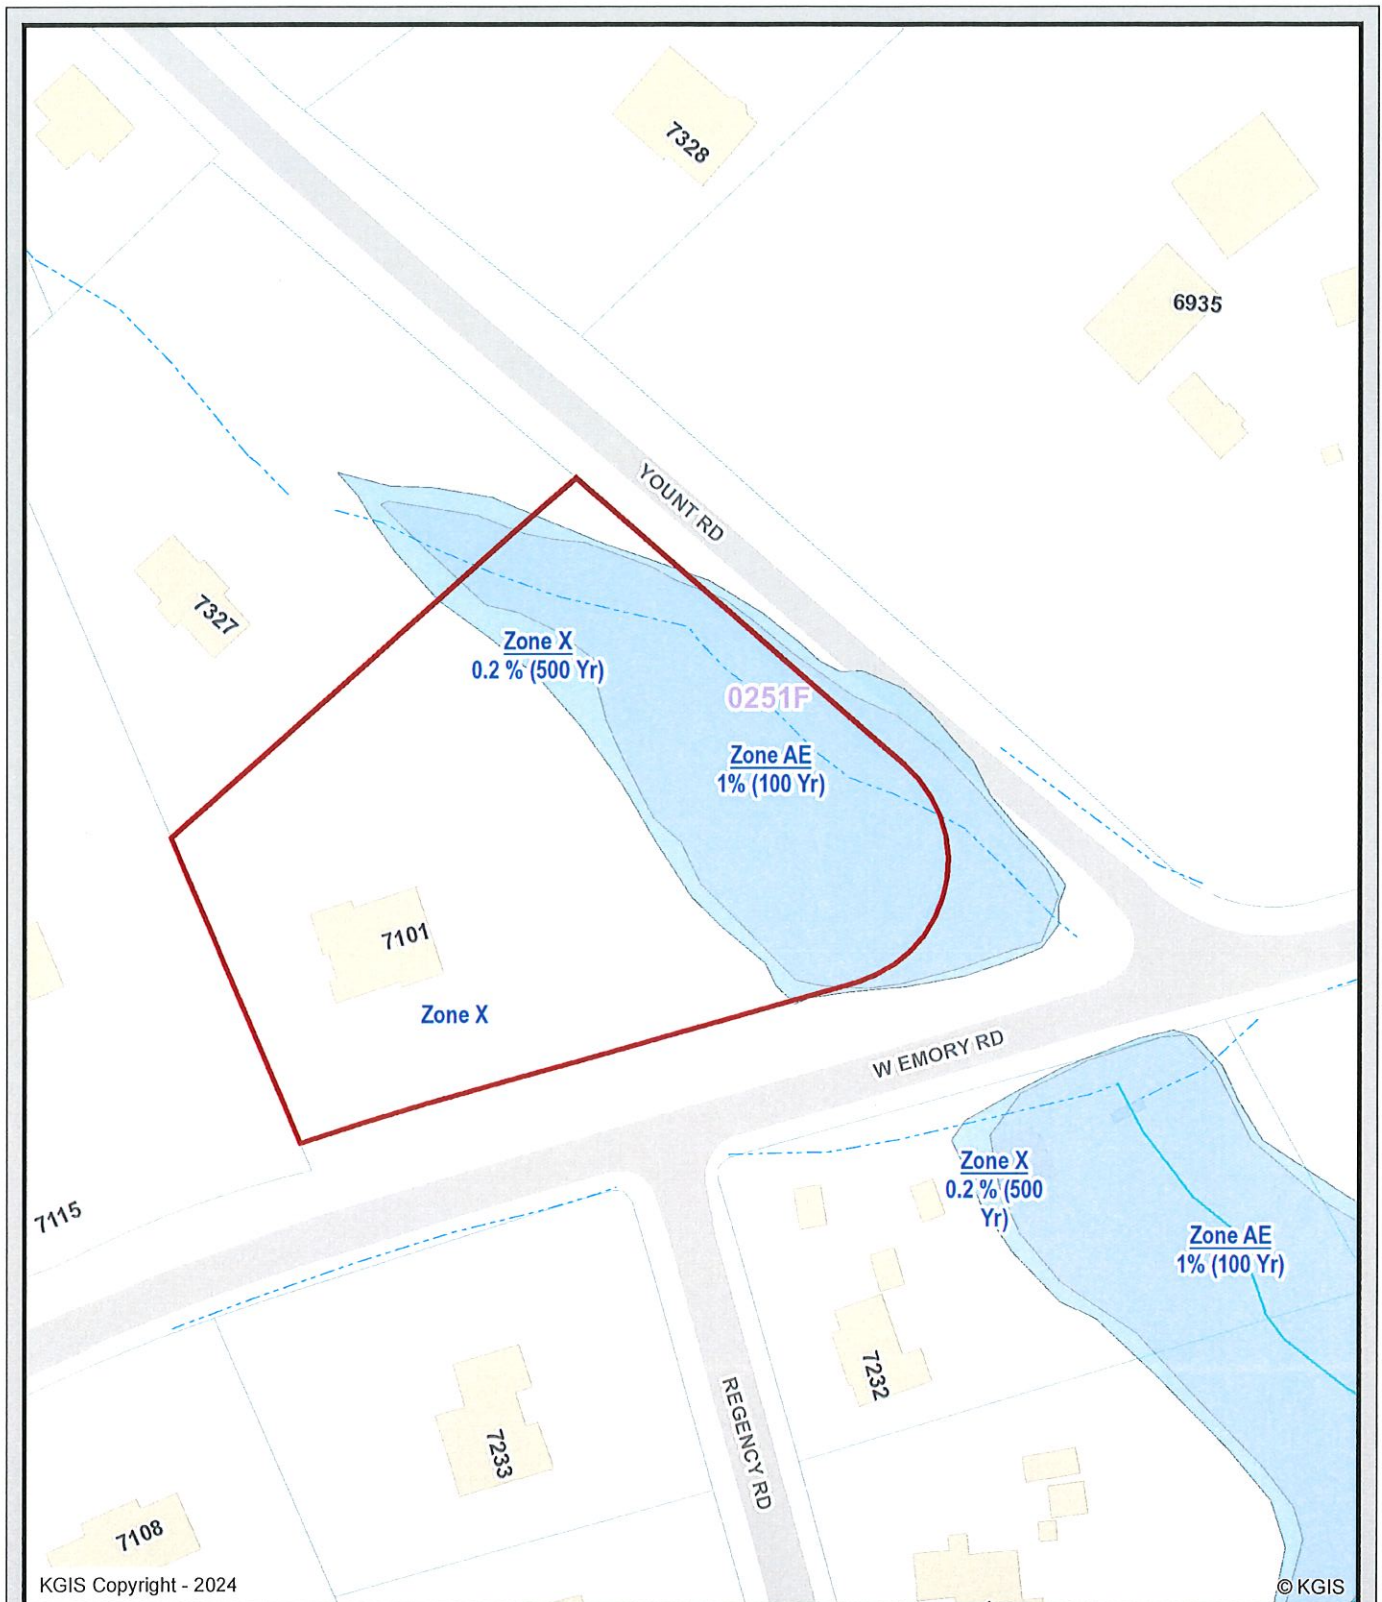 7328
6935
YOUNT RD
7327
Zone X
0.2 % (500 Yr)
0251F
Zone AE
1% (100 Yr)
7101
Zone X
W EMORY RD
Zone X
0.2 % (500
Yr)
7115
Zone AE
1% (100 Yr)
7232
REGENCY RD
7233
7108
KGIS Copyright - 2024
© KGIS